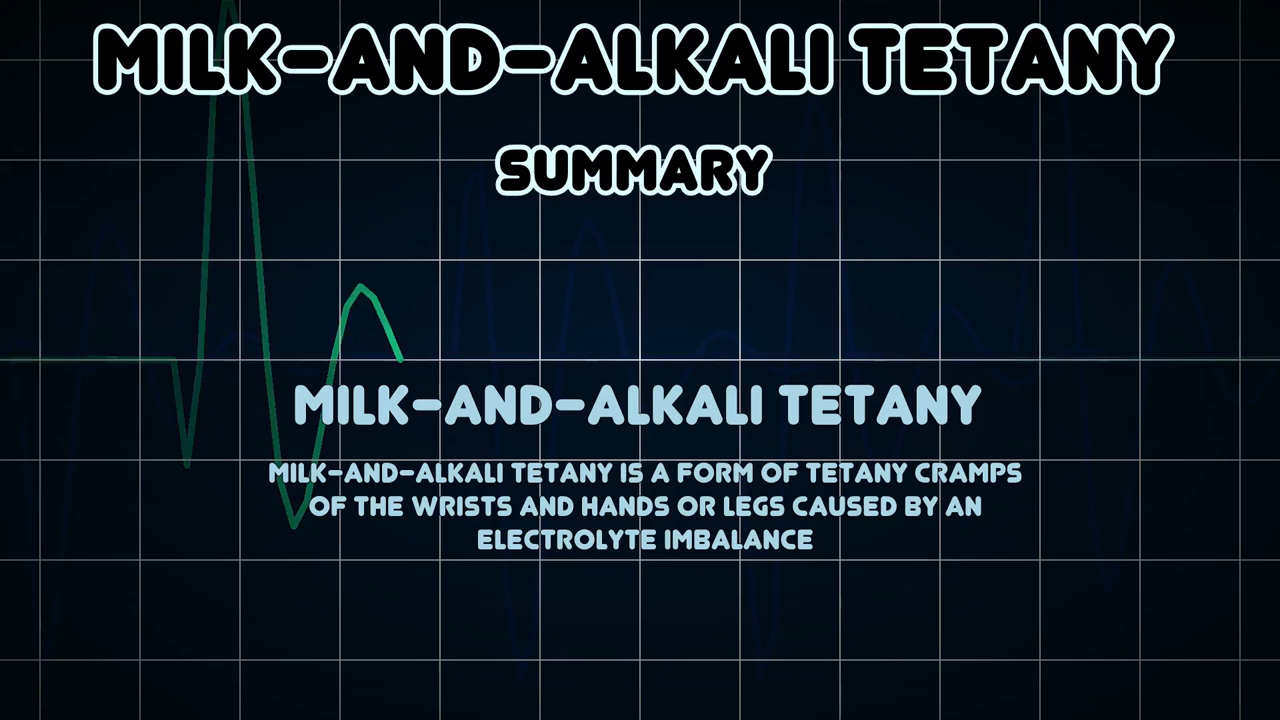 MILK-AND-ALKALI TETANY
SUMMARY
MILK-AND-ALKALI TETANY
MILK-AND-ALKALI TETANY IS A FORM OF TETANY CRAMPS
OF THE WRISTS AND HANDS OR LEGS CAUSED BY AN
ELECTROLYTE IMBALANCE